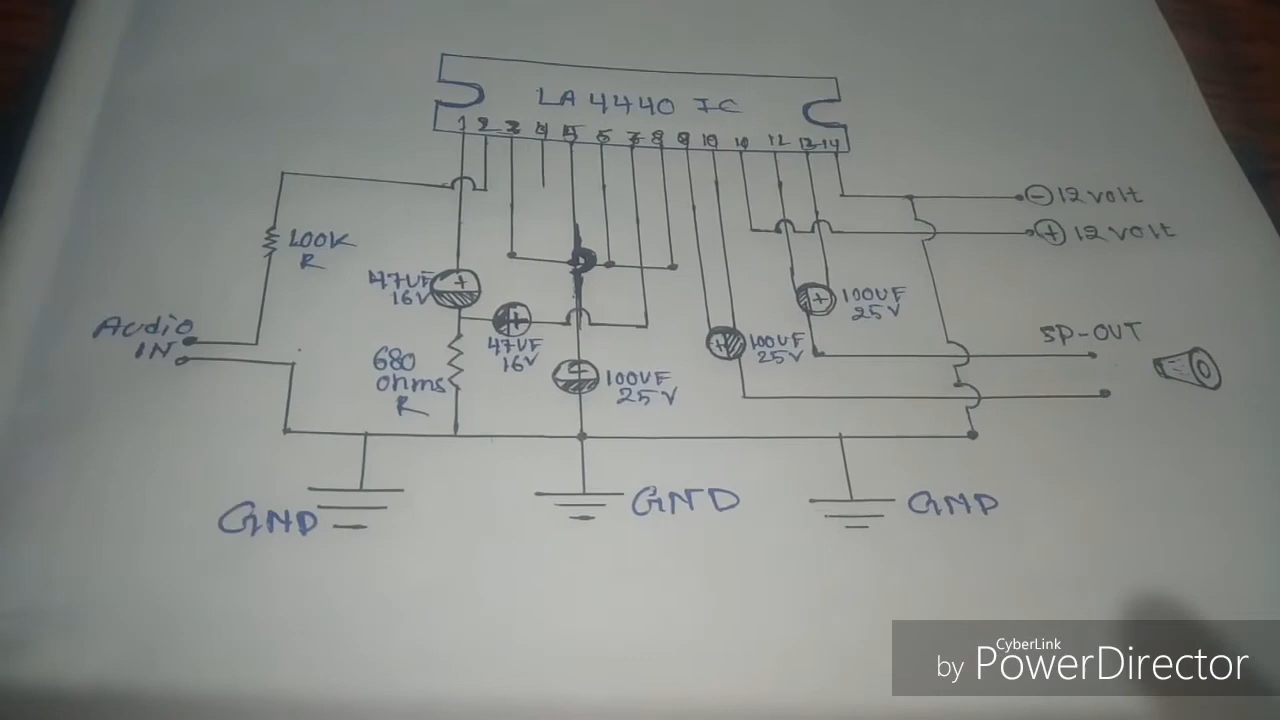 LA 4440 IC
1 2 3 4 5 6 7 8 9 10 11 12 13 14
⊖ 12 volt
⊕ 12 volt
100K
R
47UF
16V
+
100UF
25V
Audio
IN
+
47UF
16V
+
100UF
25V
SP-OUT
680
ohms
R
100UF
25V
GND
GND
GND
CyberLink
by PowerDirector